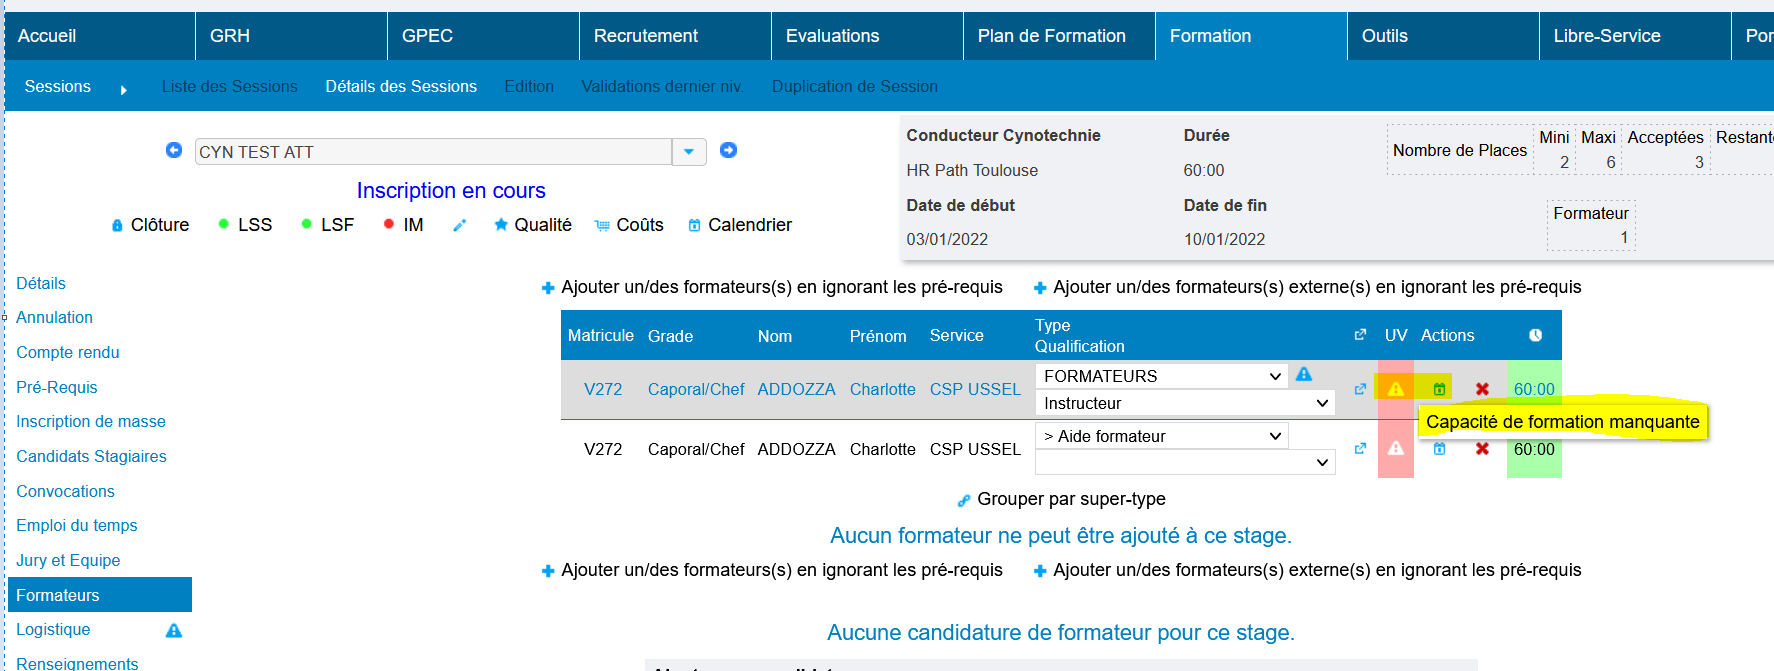 Accueil GRH GPEC Recrutement Evaluations Plan de Formation Formation Outils Libre-Service Por
Sessions Liste des Sessions Détails des Sessions Edition Validations dernier niv. Duplication de Session
CYN TEST ATT
Inscription en cours
Clôture LSS LSF IM Qualité Coûts Calendrier
Conducteur Cynotechnie Durée
HR Path Toulouse 60:00
Date de début Date de fin
03/01/2022 10/01/2022
Nombre de Places Mini Maxi Acceptées Restante
2 6 3
Formateur
1
Détails
Annulation
Compte rendu
Pré-Requis
Inscription de masse
Candidats Stagiaires
Convocations
Emploi du temps
Jury et Equipe
Formateurs
Logistique
Renseignements
Ajouter un/des formateurs(s) en ignorant les pré-requis Ajouter un/des formateurs(s) externe(s) en ignorant les pré-requis
Matricule Grade Nom Prénom Service Type Qualification UV Actions
V272 Caporal/Chef ADDOZZA Charlotte CSP USSEL FORMATEURS 60:00
Instructeur
Capacité de formation manquante
V272 Caporal/Chef ADDOZZA Charlotte CSP USSEL > Aide formateur 60:00
Grouper par super-type
Aucun formateur ne peut être ajouté à ce stage.
Ajouter un/des formateurs(s) en ignorant les pré-requis Ajouter un/des formateurs(s) externe(s) en ignorant les pré-requis
Aucune candidature de formateur pour ce stage.